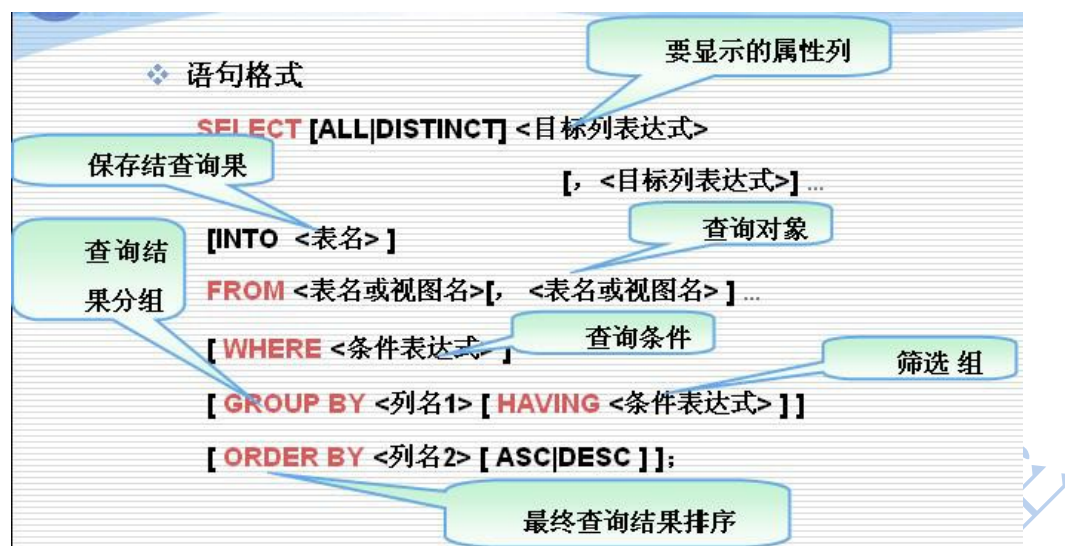 要显示的属性列
❖ 语句格式
SELECT [ALL|DISTINCT] <目标列表达式>
保存结查询果
[，<目标列表达式>] ...
查询对象
[INTO <表名> ]
查询结
果分组
FROM <表名或视图名>[， <表名或视图名> ] ...
查询条件
[ WHERE <条件表达式> ]
筛选 组
[ GROUP BY <列名1> [ HAVING <条件表达式> ] ]
[ ORDER BY <列名2> [ ASC|DESC ] ];
最终查询结果排序